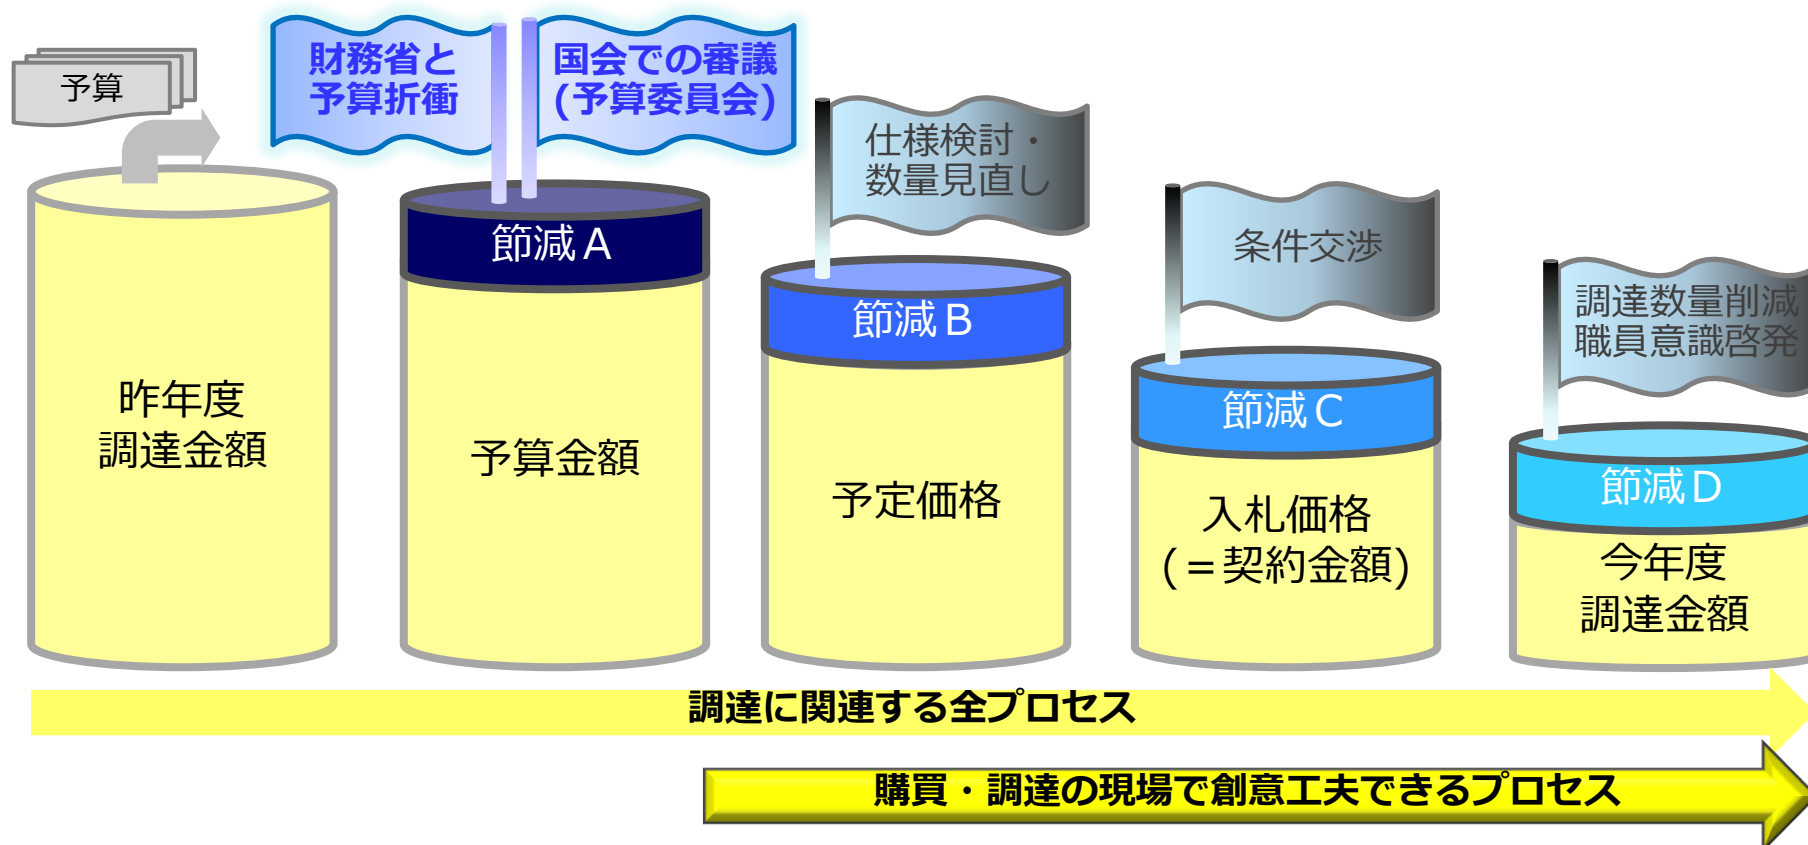 予算
財務省と
予算折衝
国会での審議
(予算委員会)
仕様検討・
数量見直し
条件交渉
調達数量削減
職員意識啓発
節減A
節減B
節減C
節減D
昨年度
調達金額
予算金額
予定価格
入札価格
(=契約金額)
今年度
調達金額
調達に関連する全プロセス
購買・調達の現場で創意工夫できるプロセス